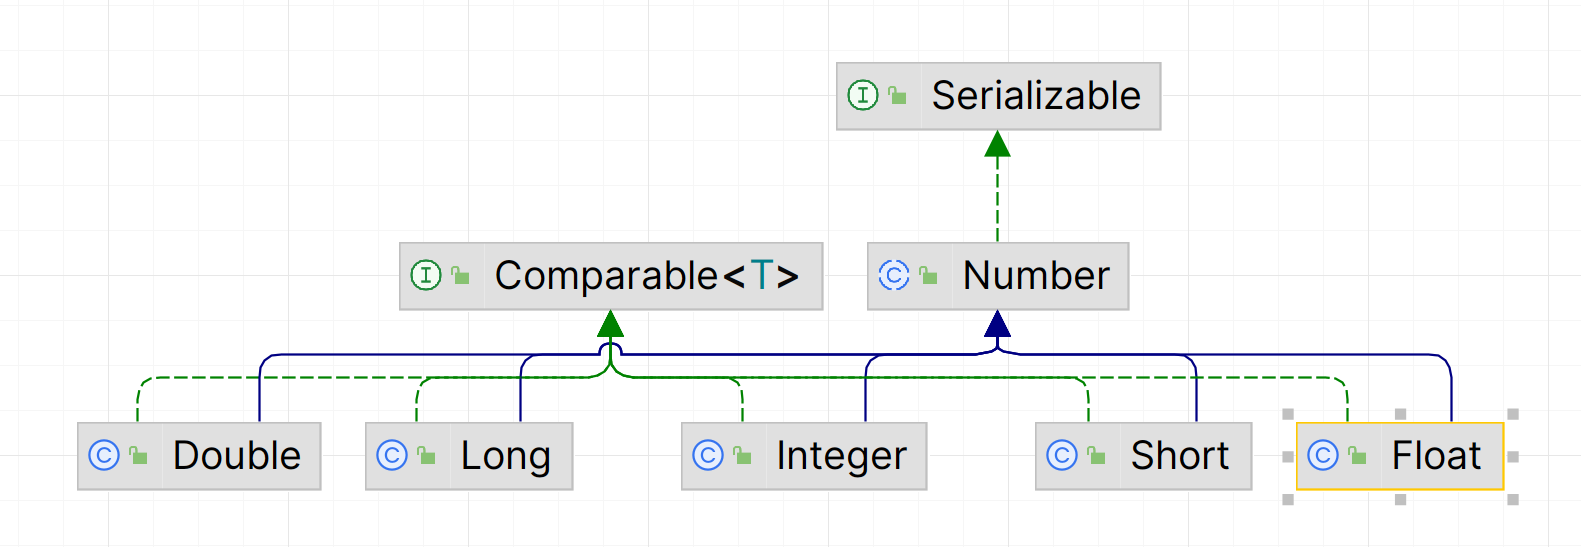 Serializable
Comparable<T>
Number
Double
Long
Integer
Short
Float